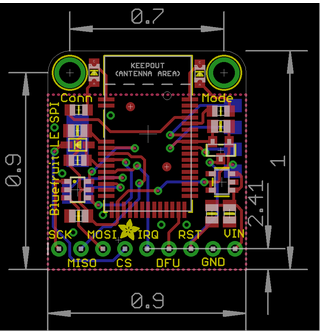 0.7
KEEPOUT
(ANTENNA AREA)
Conn
Mode
BluefruitLE SPI
0.9
1
2.41
SCK
MOSI
IRQ
RST
VIN
MISO
CS
DFU
GND
0.9